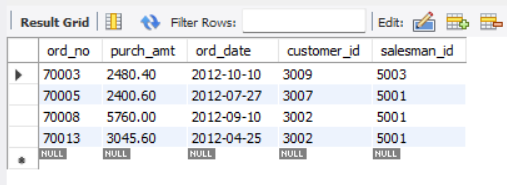 Result Grid Filter Rows: Edit:
ord_no purch_amt ord_date customer_id salesman_id
70003 2480.40 2012-10-10 3009 5003
70005 2400.60 2012-07-27 3007 5001
70008 5760.00 2012-09-10 3002 5001
70013 3045.60 2012-04-25 3002 5001
NULL NULL NULL NULL NULL